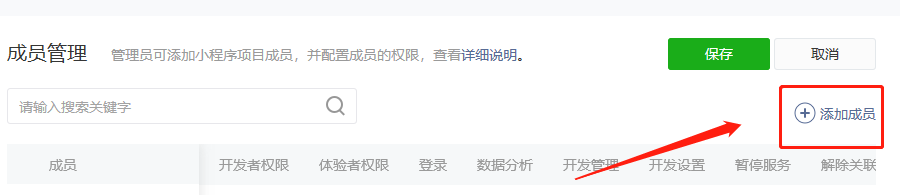 成员管理 管理员可添加小程序项目成员，并配置成员的权限，查看详细说明。 保存 取消
请输入搜索关键字 添加成员
成员 开发者权限 体验者权限 登录 数据分析 开发管理 开发设置 暂停服务 解除关联